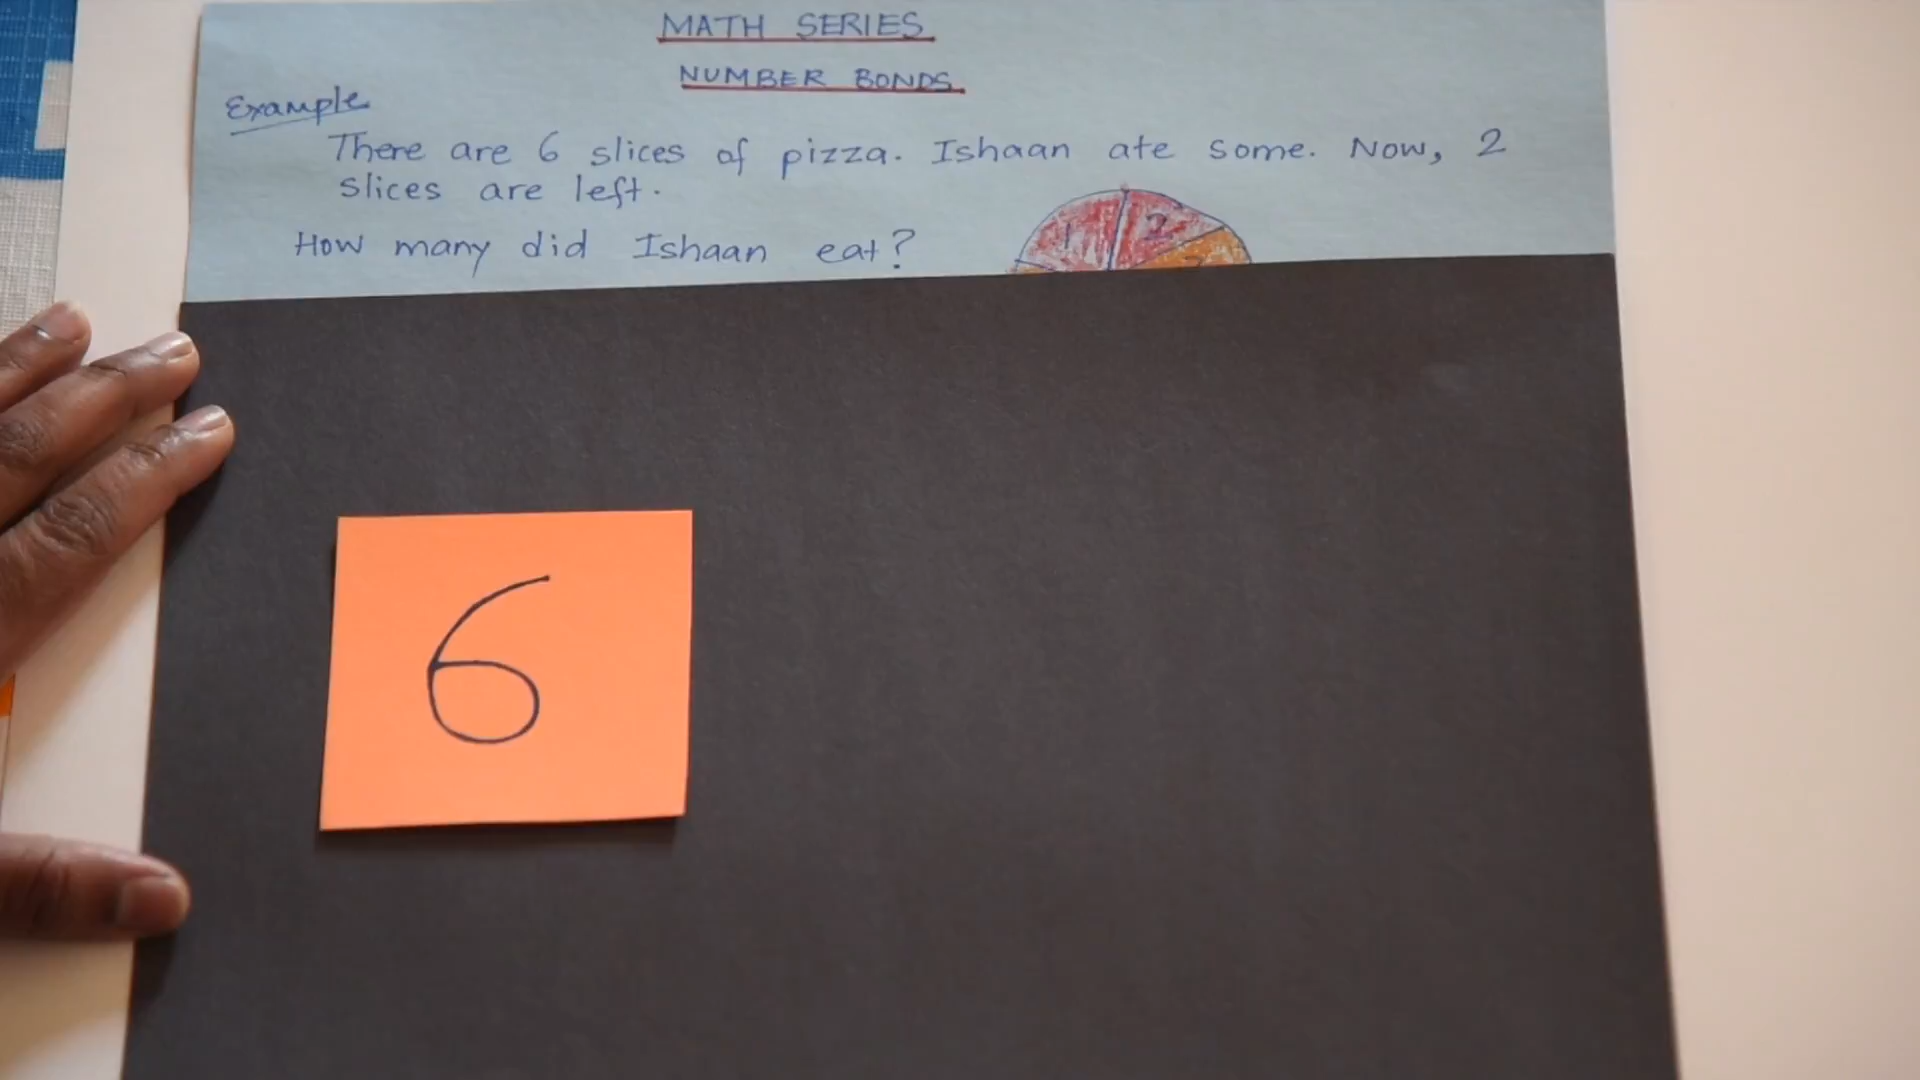 MATH SERIES
NUMBER BONDS
Example
There are 6 slices of pizza. Ishaan ate some. Now, 2
slices are left.
How many did Ishaan eat?
1 2
6